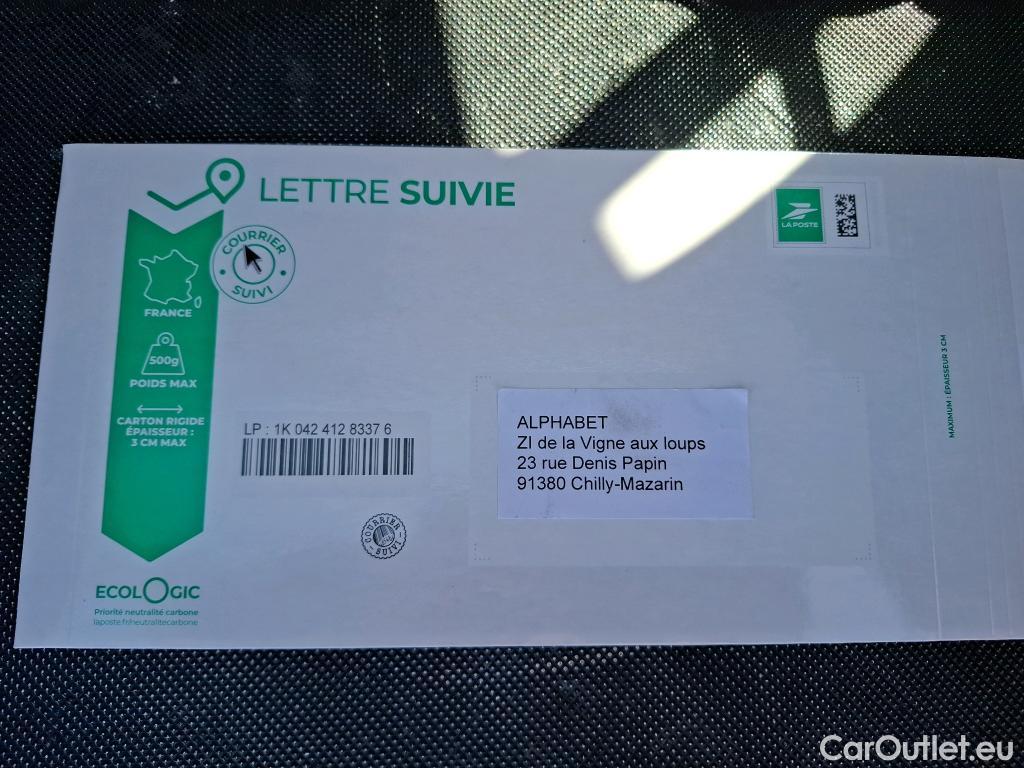 LETTRE SUIVIE
COURRIER
SUIVI
LA POSTE
FRANCE
500g
POIDS MAX
CARTON RIGIDE
ÉPAISSEUR :
3 CM MAX
LP : 1K 042 412 8337 6
ALPHABET
ZI de la Vigne aux loups
23 rue Denis Papin
91380 Chilly-Mazarin
MAXIMUM : ÉPAISSEUR 3 CM
COURRIER
SUIVI
ECOLOGIC
Priorité neutralité carbone
laposte.fr/neutralitecarbone
CarOutlet.eu